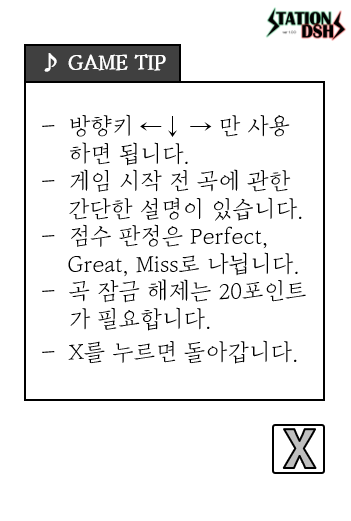 STATION
DSH
♪ GAME TIP
- 방향키 ←↓ → 만 사용
하면 됩니다.
- 게임 시작 전 곡에 관한
간단한 설명이 있습니다.
- 점수 판정은 Perfect,
Great, Miss로 나뉩니다.
- 곡 잠금 해제는 20포인트
가 필요합니다.
- X를 누르면 돌아갑니다.
X